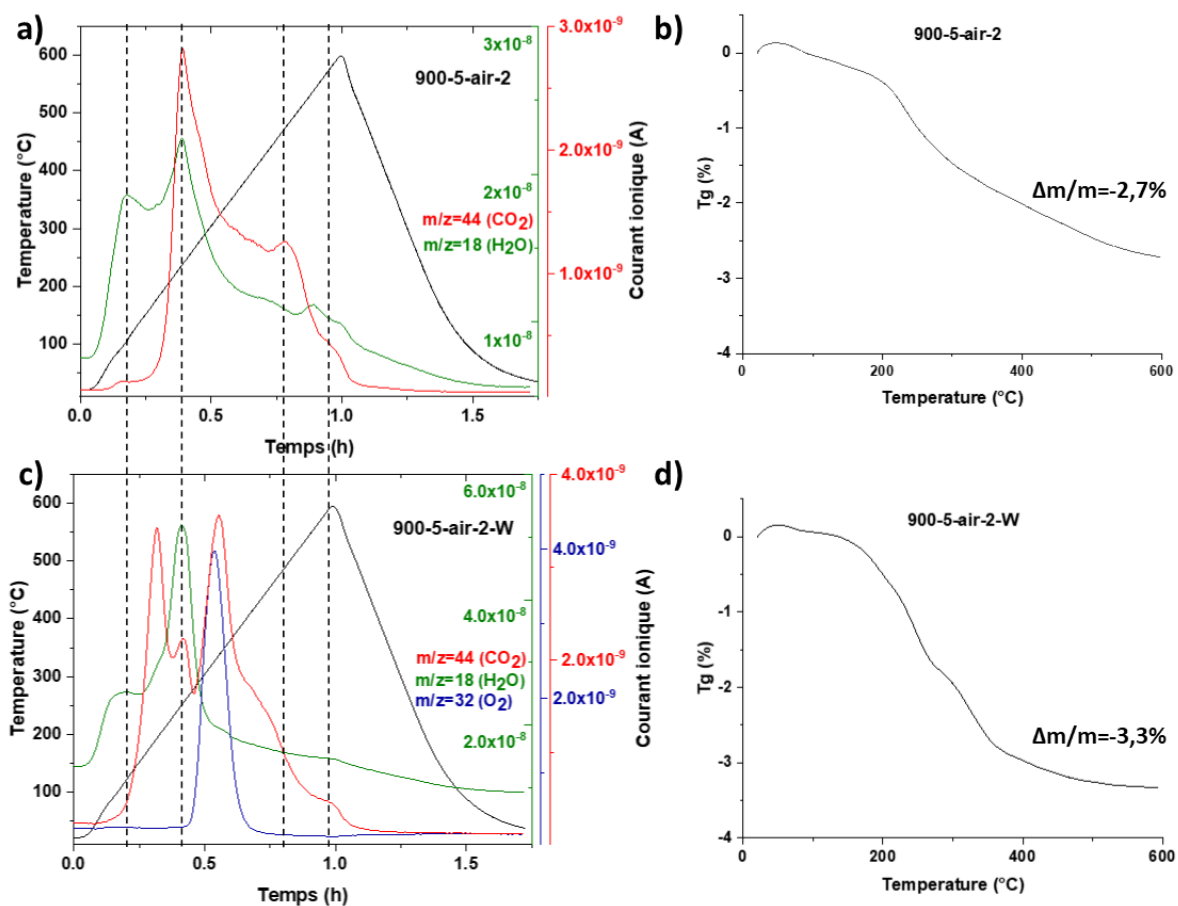 a)
600
500
400
300
200
100
Temperature (°C)
900-5-air-2
3x10⁻⁸
2x10⁻⁸
1x10⁻⁸
m/z=44 (CO₂)
m/z=18 (H₂O)
3.0x10⁻⁹
2.0x10⁻⁹
1.0x10⁻⁹
Courant ionique (A)
0.0 0.5 1.0 1.5
Temps (h)
b)
900-5-air-2
0
-1
-2
-3
-4
Tg (%)
Δm/m=-2,7%
0 200 400 600
Temperature (°C)
c)
600
500
400
300
200
100
Temperature (°C)
900-5-air-2-W
6.0x10⁻⁸
4.0x10⁻⁸
2.0x10⁻⁸
m/z=44 (CO₂)
m/z=18 (H₂O)
m/z=32 (O₂)
4.0x10⁻⁹
2.0x10⁻⁹
4.0x10⁻⁹
2.0x10⁻⁹
Courant ionique (A)
0.0 0.5 1.0 1.5
Temps (h)
d)
900-5-air-2-W
0
-1
-2
-3
-4
Tg (%)
Δm/m=-3,3%
0 200 400 600
Temperature (°C)